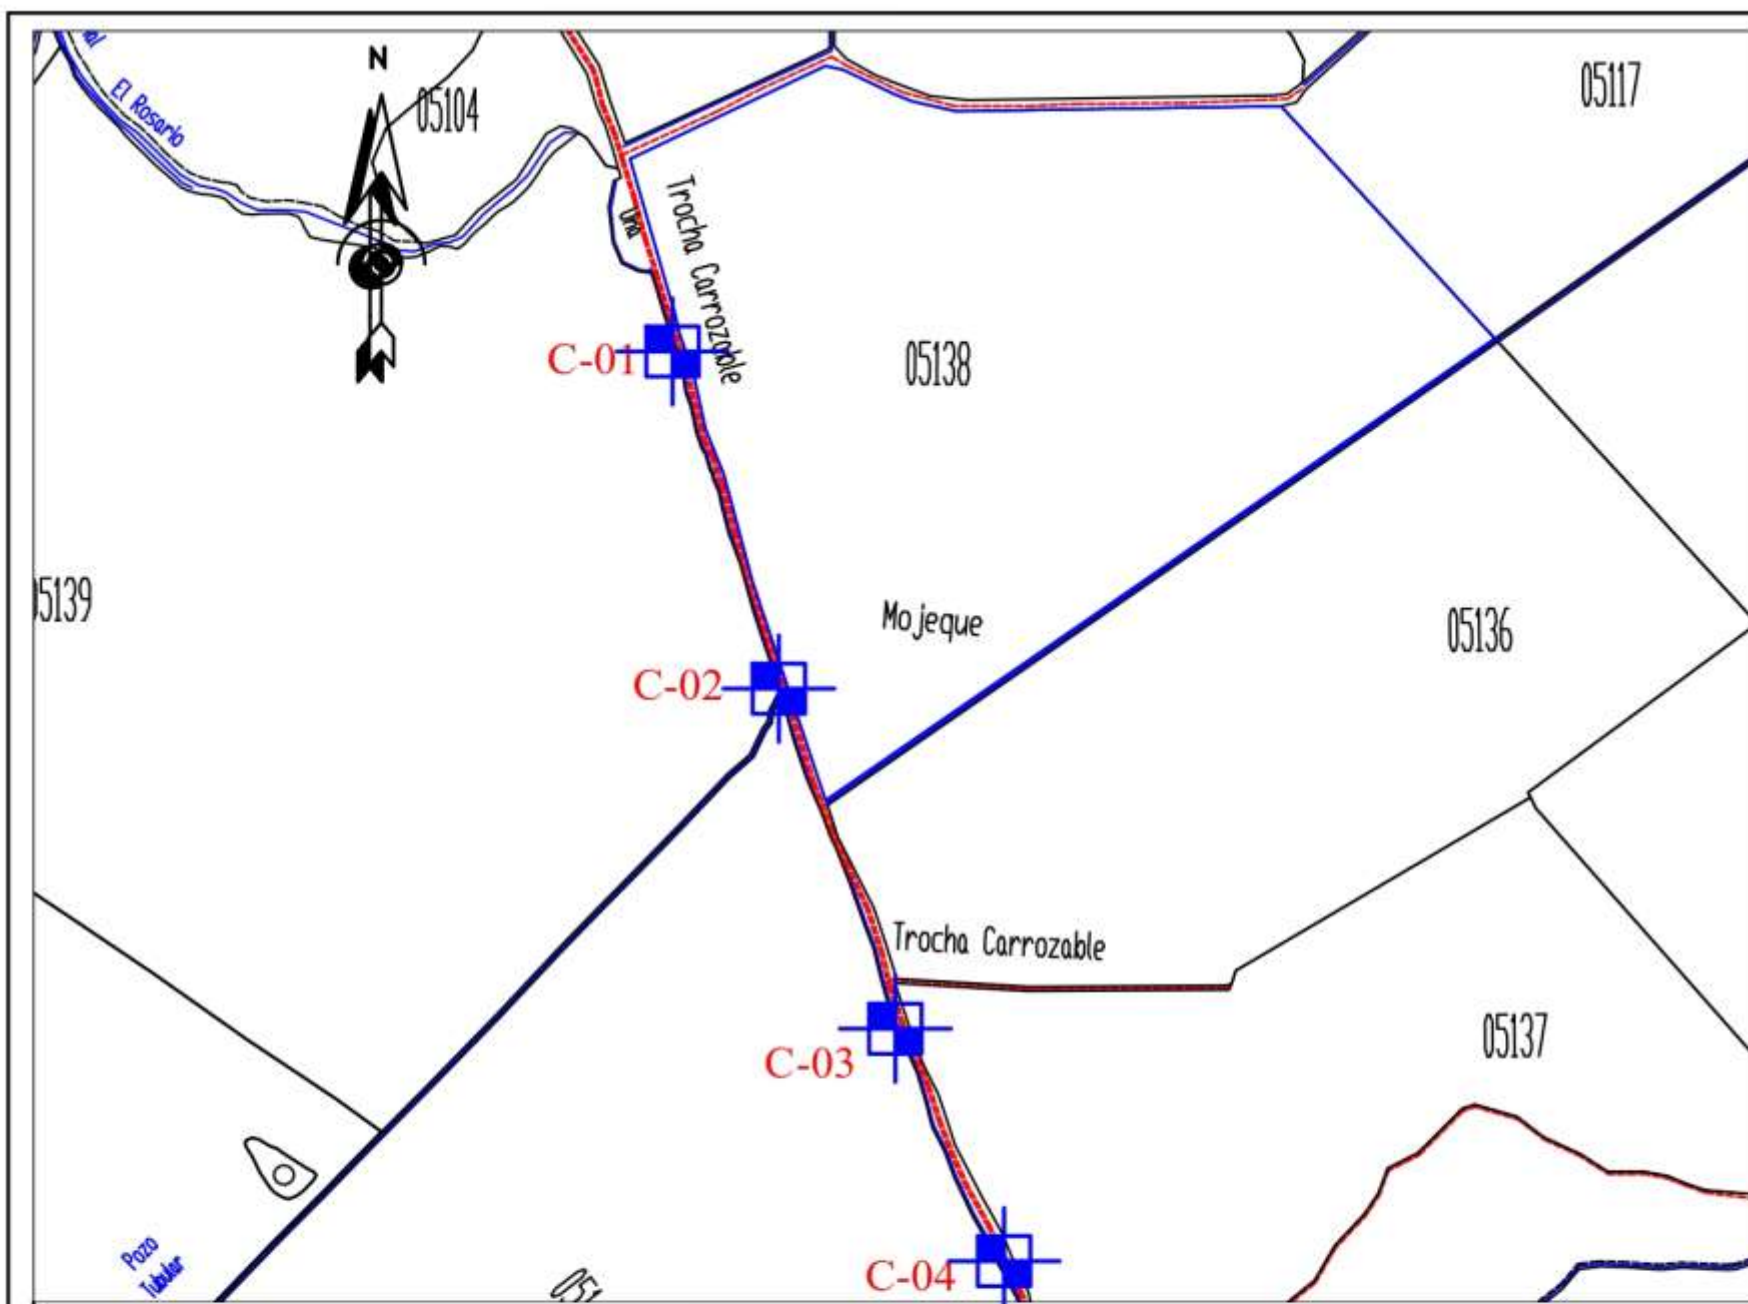 N
05104
05117
El Rosario
Uña
Trocha Carrozable
C-01
05138
05139
Mojeque
05136
C-02
Trocha Carrozable
05137
C-03
Pozo
Tubular
C-04